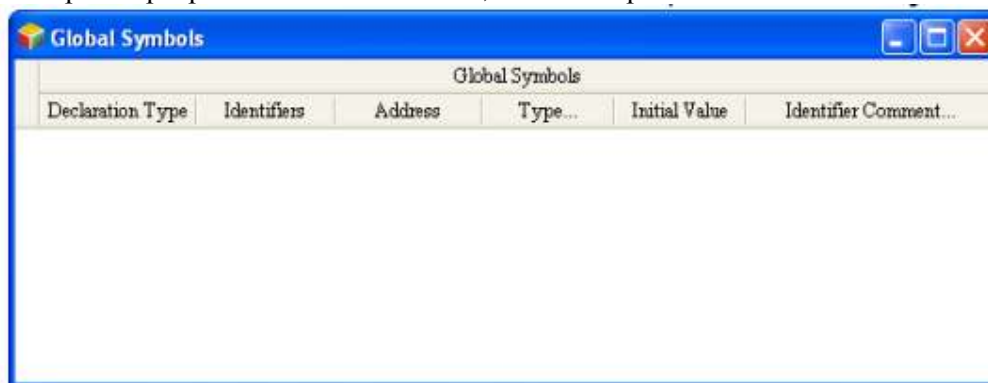 Global Symbols
Global Symbols
Declaration Type Identifiers Address Type... Initial Value Identifier Comment...